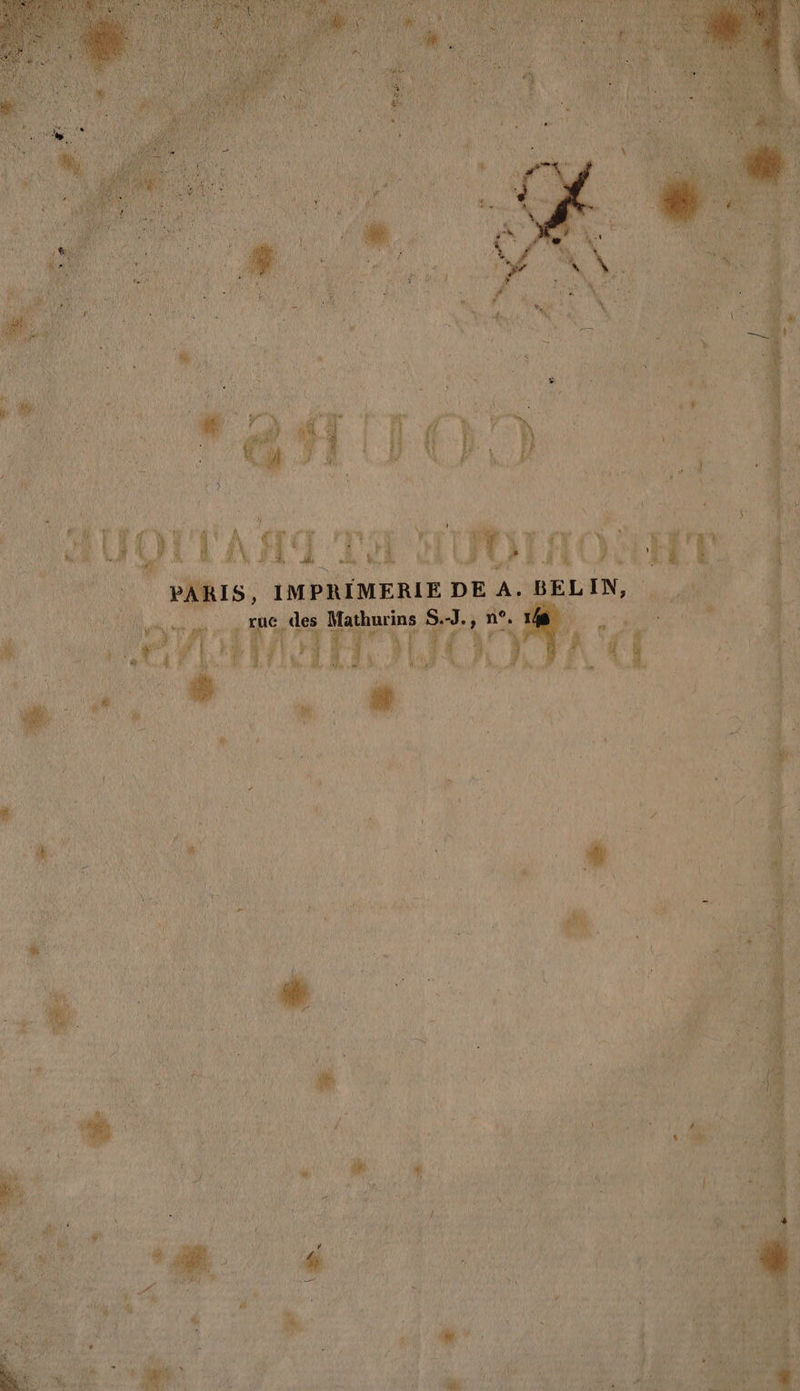 PARIS, IMPRIMERIE DE A. BELIN,
rue des Mathurins S.-J., n°.